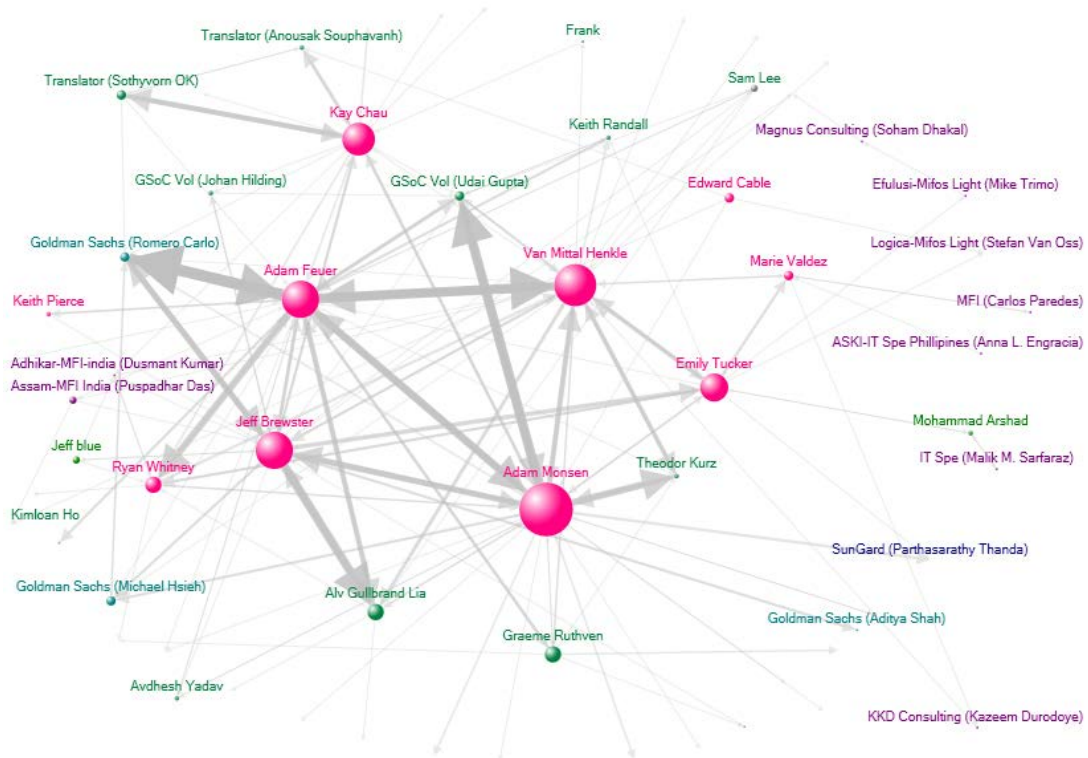 Translator (Anousak Souphavanh)
Frank
Translator (Sothyvorn OK)
Sam Lee
Kay Chau
Keith Randall
Magnus Consulting (Soham Dhakal)
GSoC Vol (Johan Hilding)
GSoC Vol (Udai Gupta)
Edward Cable
Efulusi-Mifos Light (Mike Trimo)
Goldman Sachs (Romero Carlo)
Van Mittal Henkle
Logica-Mifos Light (Stefan Van Oss)
Adam Feuer
Marie Valdez
Keith Pierce
MFI (Carlos Paredes)
ASKI-IT Spe Phillipines (Anna L. Engracia)
Adhikar-MFI-india (Dusmant Kumar)
Emily Tucker
Assam-MFI India (Puspadhar Das)
Jeff Brewster
Mohammad Arshad
Jeff blue
Ryan Whitney
Adam Monsen
Theodor Kurz
IT Spe (Malik M. Sarfaraz)
Kimloan Ho
SunGard (Parthasarathy Thanda)
Goldman Sachs (Michael Hsieh)
Alv Gullbrand Lia
Goldman Sachs (Aditya Shah)
Graeme Ruthven
Avdhesh Yadav
KKD Consulting (Kazeem Durodoye)